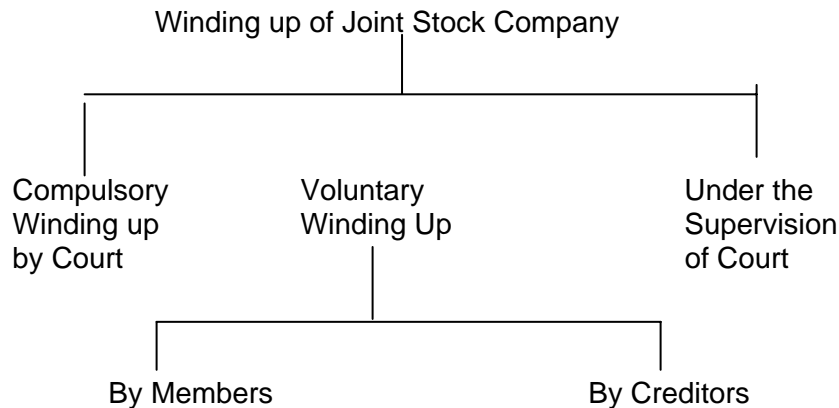 Winding up of Joint Stock Company
Compulsory
Winding up
by Court
Voluntary
Winding Up
Under the
Supervision
of Court
By Members
By Creditors